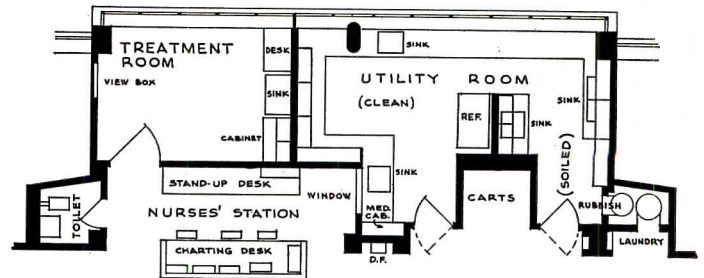 TREATMENT
ROOM
VIEW BOX
DESK
SINK
CABINET
SINK
UTILITY ROOM
(CLEAN)
REF.
SINK
SINK
SINK
(SOILED)
STAND-UP DESK
WINDOW
MED.
CAB.
CARTS
RUBBISH
TOILET
NURSES' STATION
CHARTING DESK
D.F.
LAUNDRY